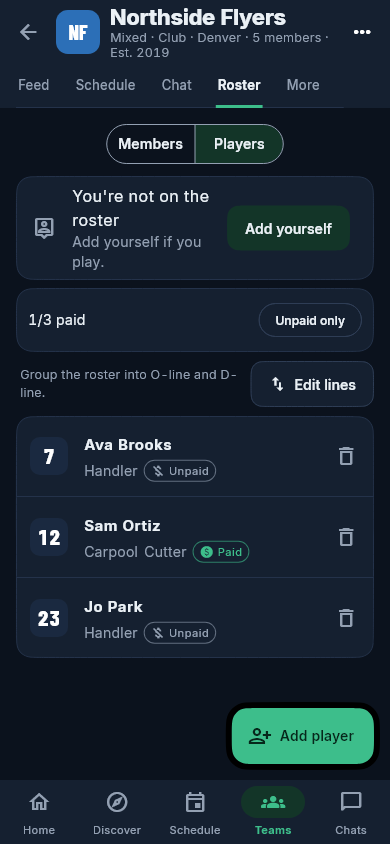 NF
Northside Flyers
Mixed · Club · Denver · 5 members ·
Est. 2019
Feed Schedule Chat Roster More
Members Players
You're not on the
roster
Add yourself if you
play.
Add yourself
1/3 paid
Unpaid only
Group the roster into O-line and D-
line.
Edit lines
7
Ava Brooks
Handler Unpaid
12
Sam Ortiz
Carpool Cutter Paid
23
Jo Park
Handler Unpaid
Add player
Home Discover Schedule Teams Chats